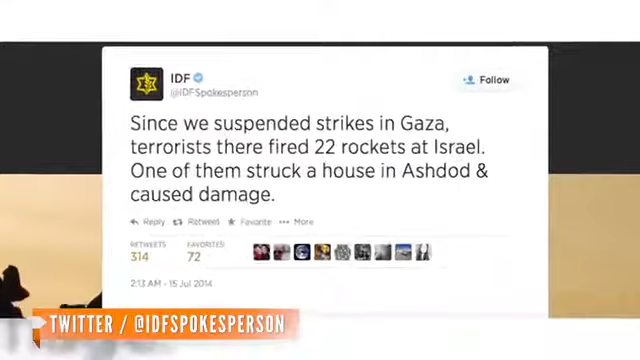 IDF
@IDFSpokesperson
Follow
Since we suspended strikes in Gaza,
terrorists there fired 22 rockets at Israel.
One of them struck a house in Ashdod &
caused damage.
Reply Retweet Favorite More
RETWEETS FAVORITES
314 72
2:13 AM - 15 Jul 2014
TWITTER / @IDFSPOKESPERSON